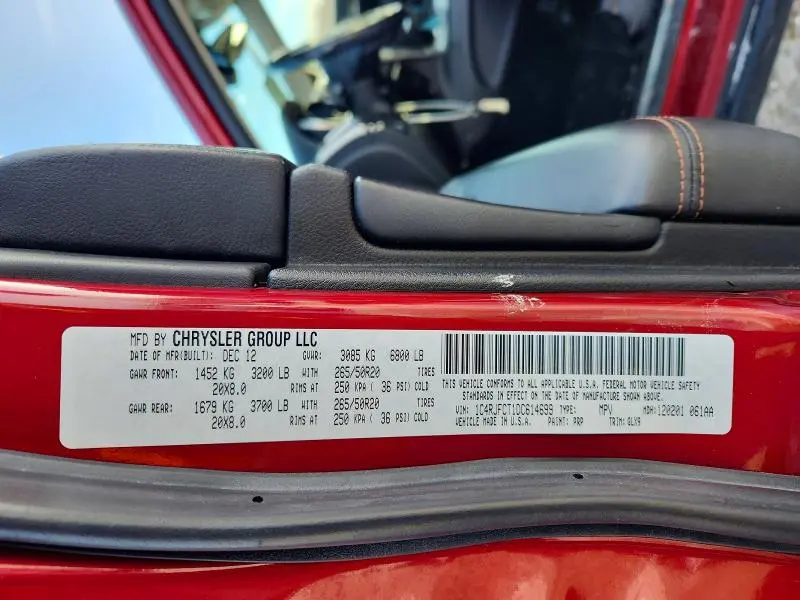 MFD BY CHRYSLER GROUP LLC
DATE OF MFR(BUILT): DEC 12 GVWR: 3085 KG 6800 LB
GAWR FRONT: 1452 KG 3200 LB WITH 265/50R20 TIRES
20X8.0 RIMS AT 250 KPA ( 36 PSI) COLD
GAWR REAR: 1679 KG 3700 LB WITH 265/50R20 TIRES
20X8.0 RIMS AT 250 KPA ( 36 PSI) COLD
THIS VEHICLE CONFORMS TO ALL APPLICABLE U.S.A. FEDERAL MOTOR VEHICLE SAFETY
STANDARDS IN EFFECT ON THE DATE OF MANUFACTURE SHOWN ABOVE.
VIN: 1C4RJFCT1DC614699 TYPE: MPV MDH: 120201 061AA
VEHICLE MADE IN U.S.A. PAINT: PRP TRIM: GLX9